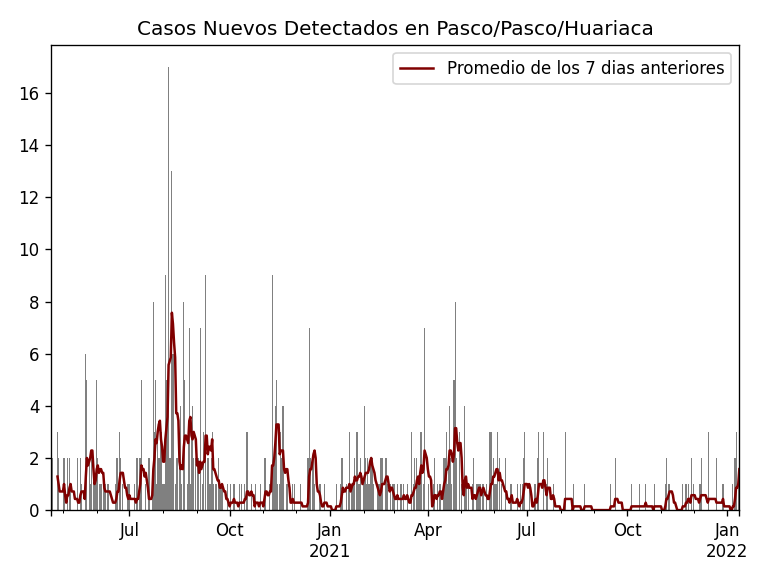 Casos Nuevos Detectados en Pasco/Pasco/Huariaca
Promedio de los 7 dias anteriores
16
14
12
10
8
6
4
2
0
Jul
Oct
Jan
2021
Apr
Jul
Oct
Jan
2022